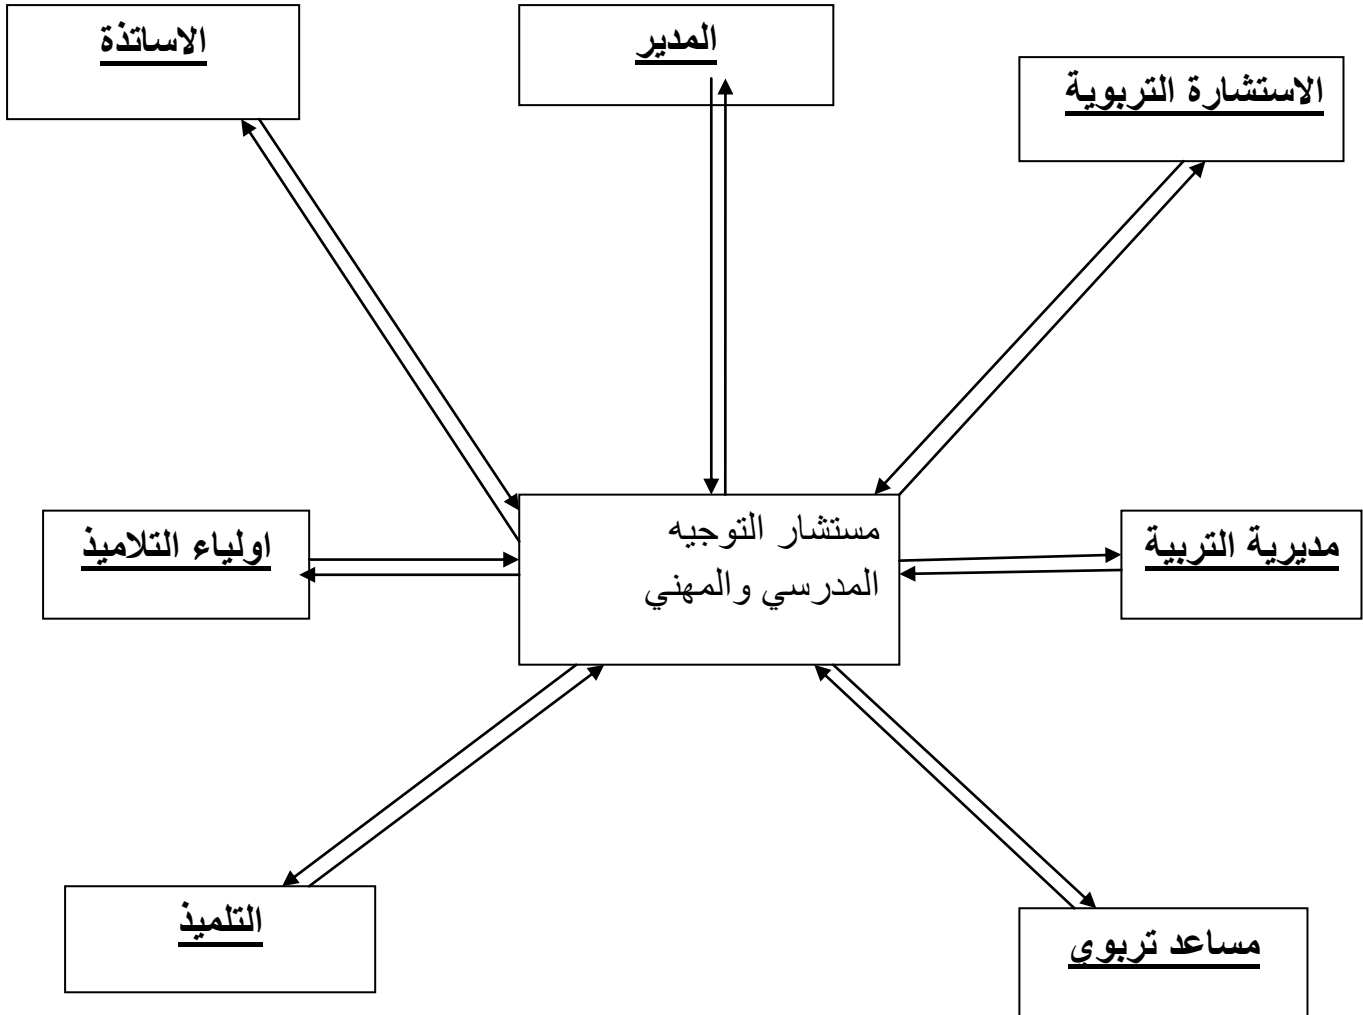 الاساتذة
المدير
الاستشارة التربوية
اولياء التلاميذ
مستشار التوجيه
المدرسي والمهني
مديرية التربية
التلميذ
مساعد تربوي